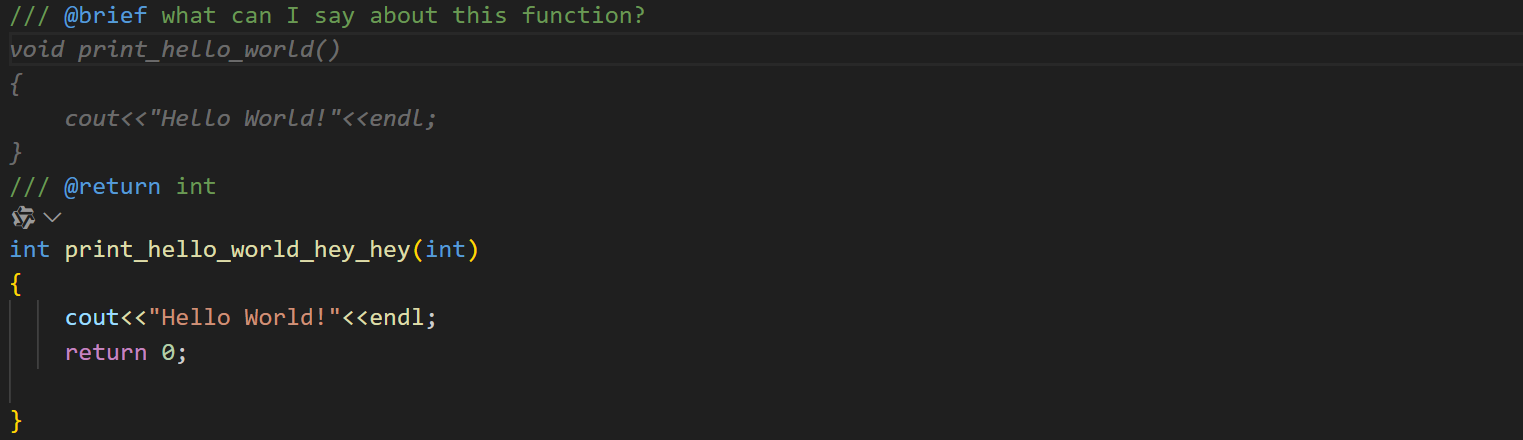 /// @brief what can I say about this function?
void print_hello_world()
{
    cout<<"Hello World!"<<endl;
}
/// @return int
int print_hello_world_hey_hey(int)
{
    cout<<"Hello World!"<<endl;
    return 0;
}